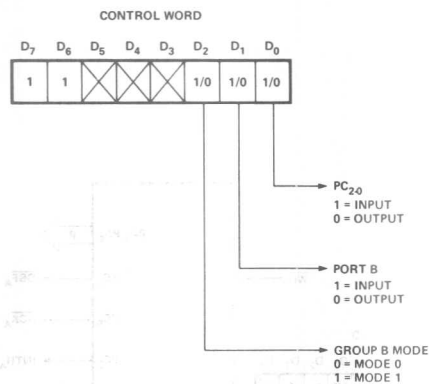 CONTROL WORD
D7 D6 D5 D4 D3 D2 D1 D0
1 1 1/0 1/0 1/0
PC2-0
1 = INPUT
0 = OUTPUT
PORT B
1 = INPUT
0 = OUTPUT
GROUP B MODE
0 = MODE 0
1 = MODE 1